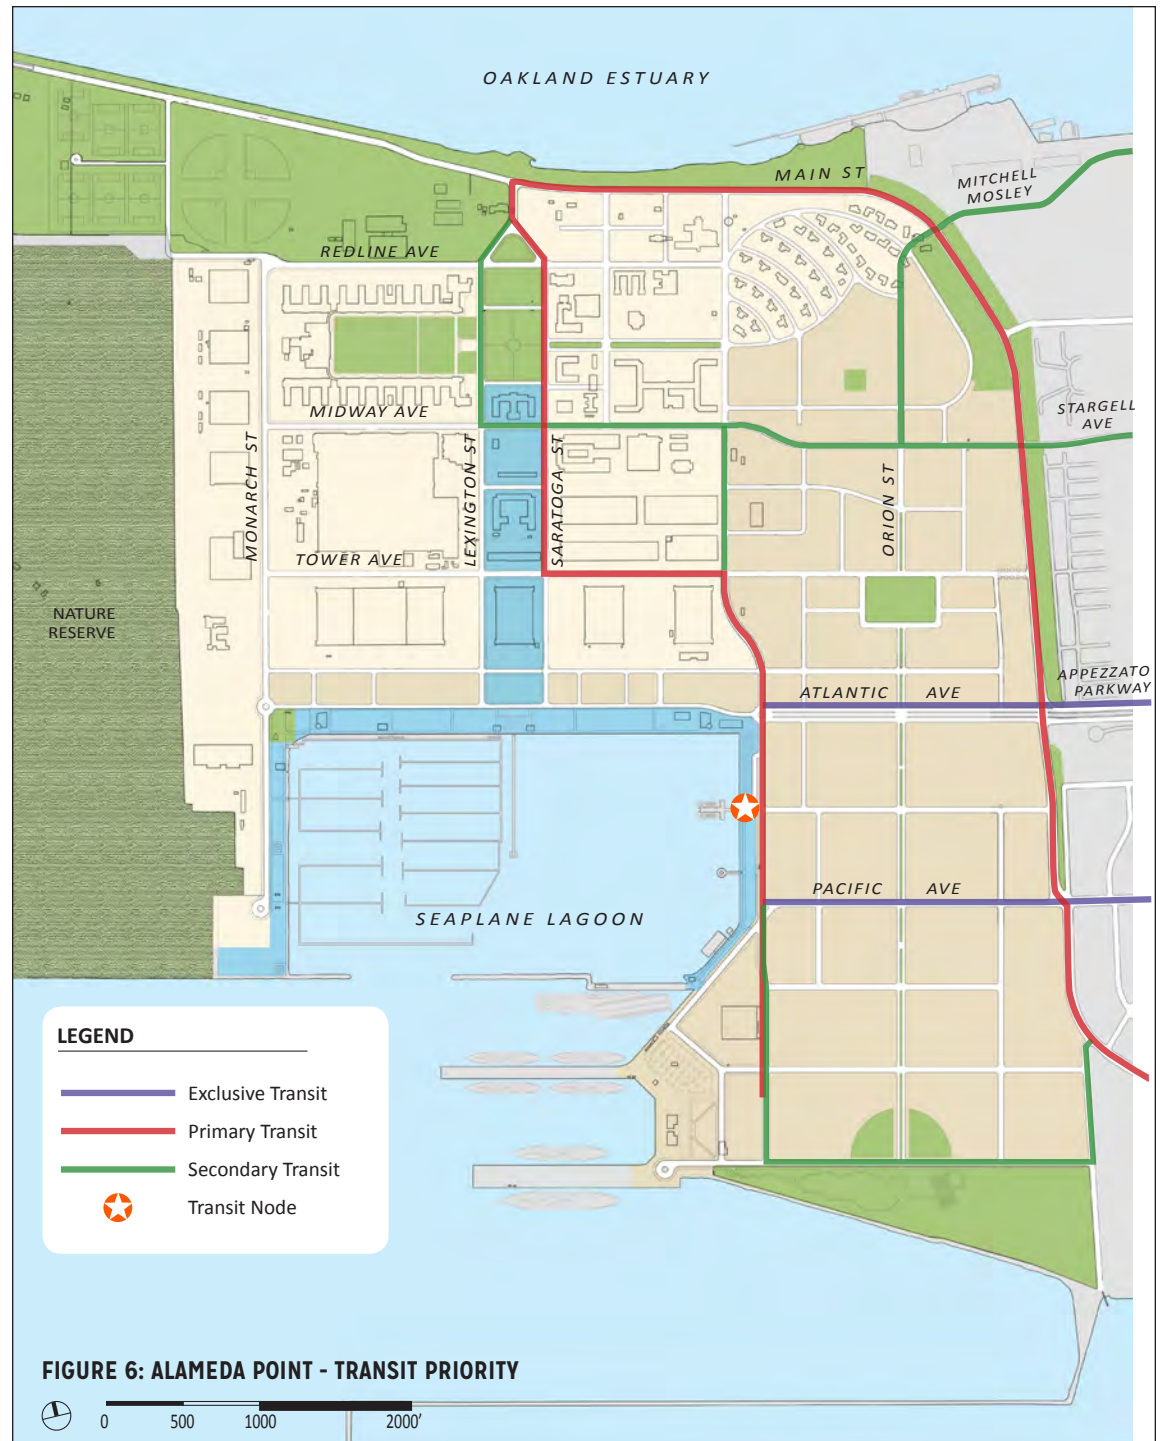 OAKLAND ESTUARY
MAIN ST
MITCHELL
MOSLEY
REDLINE AVE
MIDWAY AVE
STARGELL
AVE
MONARCH ST
LEXINGTON ST
SARATOGA ST
ORION ST
TOWER AVE
NATURE
RESERVE
APPEZZATO
PARKWAY
ATLANTIC AVE
PACIFIC AVE
SEAPLANE LAGOON
LEGEND
Exclusive Transit
Primary Transit
Secondary Transit
Transit Node
FIGURE 6: ALAMEDA POINT - TRANSIT PRIORITY
0 500 1000 2000'